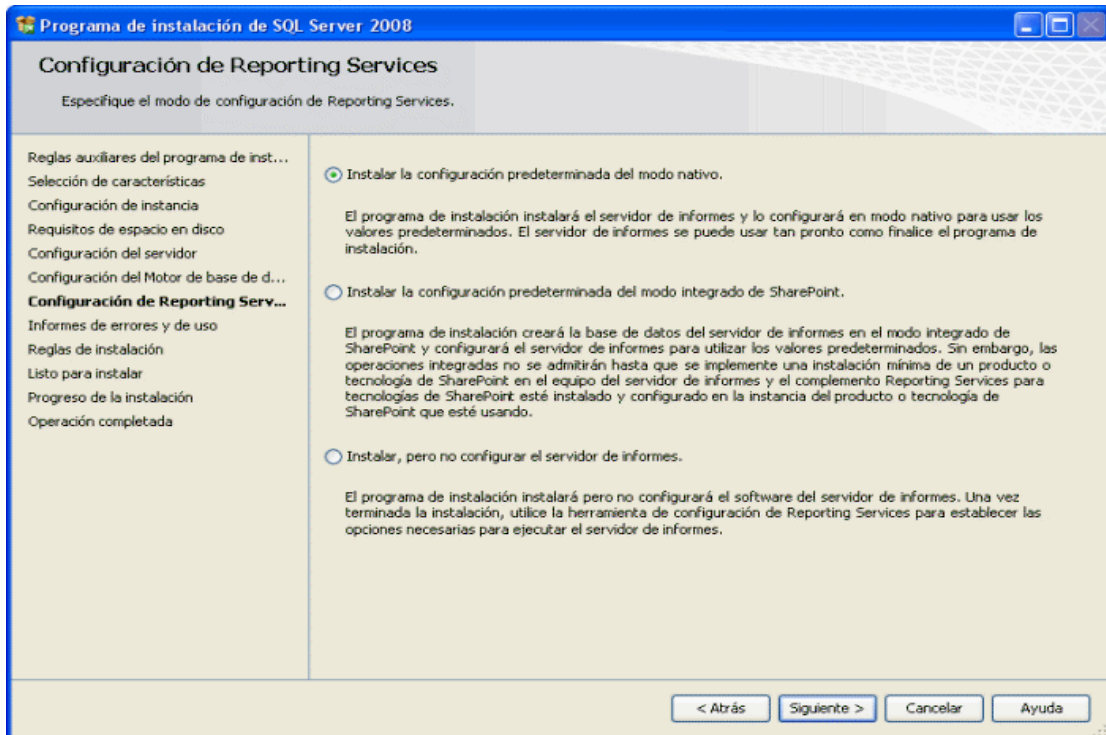 Programa de instalación de SQL Server 2008
Configuración de Reporting Services
Especifique el modo de configuración de Reporting Services.
Reglas auxiliares del programa de inst...
Selección de características
Configuración de instancia
Requisitos de espacio en disco
Configuración del servidor
Configuración del Motor de base de d...
Configuración de Reporting Serv...
Informes de errores y de uso
Reglas de instalación
Listo para instalar
Progreso de la instalación
Operación completada
Instalar la configuración predeterminada del modo nativo.
El programa de instalación instalará el servidor de informes y lo configurará en modo nativo para usar los
valores predeterminados. El servidor de informes se puede usar tan pronto como finalice el programa de
instalación.
Instalar la configuración predeterminada del modo integrado de SharePoint.
El programa de instalación creará la base de datos del servidor de informes en el modo integrado de
SharePoint y configurará el servidor de informes para utilizar los valores predeterminados. Sin embargo, las
operaciones integradas no se admitirán hasta que se implemente una instalación mínima de un producto o
tecnología de SharePoint en el equipo del servidor de informes y el complemento Reporting Services para
tecnologías de SharePoint esté instalado y configurado en la instancia del producto o tecnología de
SharePoint que esté usando.
Instalar, pero no configurar el servidor de informes.
El programa de instalación instalará pero no configurará el software del servidor de informes. Una vez
terminada la instalación, utilice la herramienta de configuración de Reporting Services para establecer las
opciones necesarias para ejecutar el servidor de informes.
< Atrás
Siguiente >
Cancelar
Ayuda